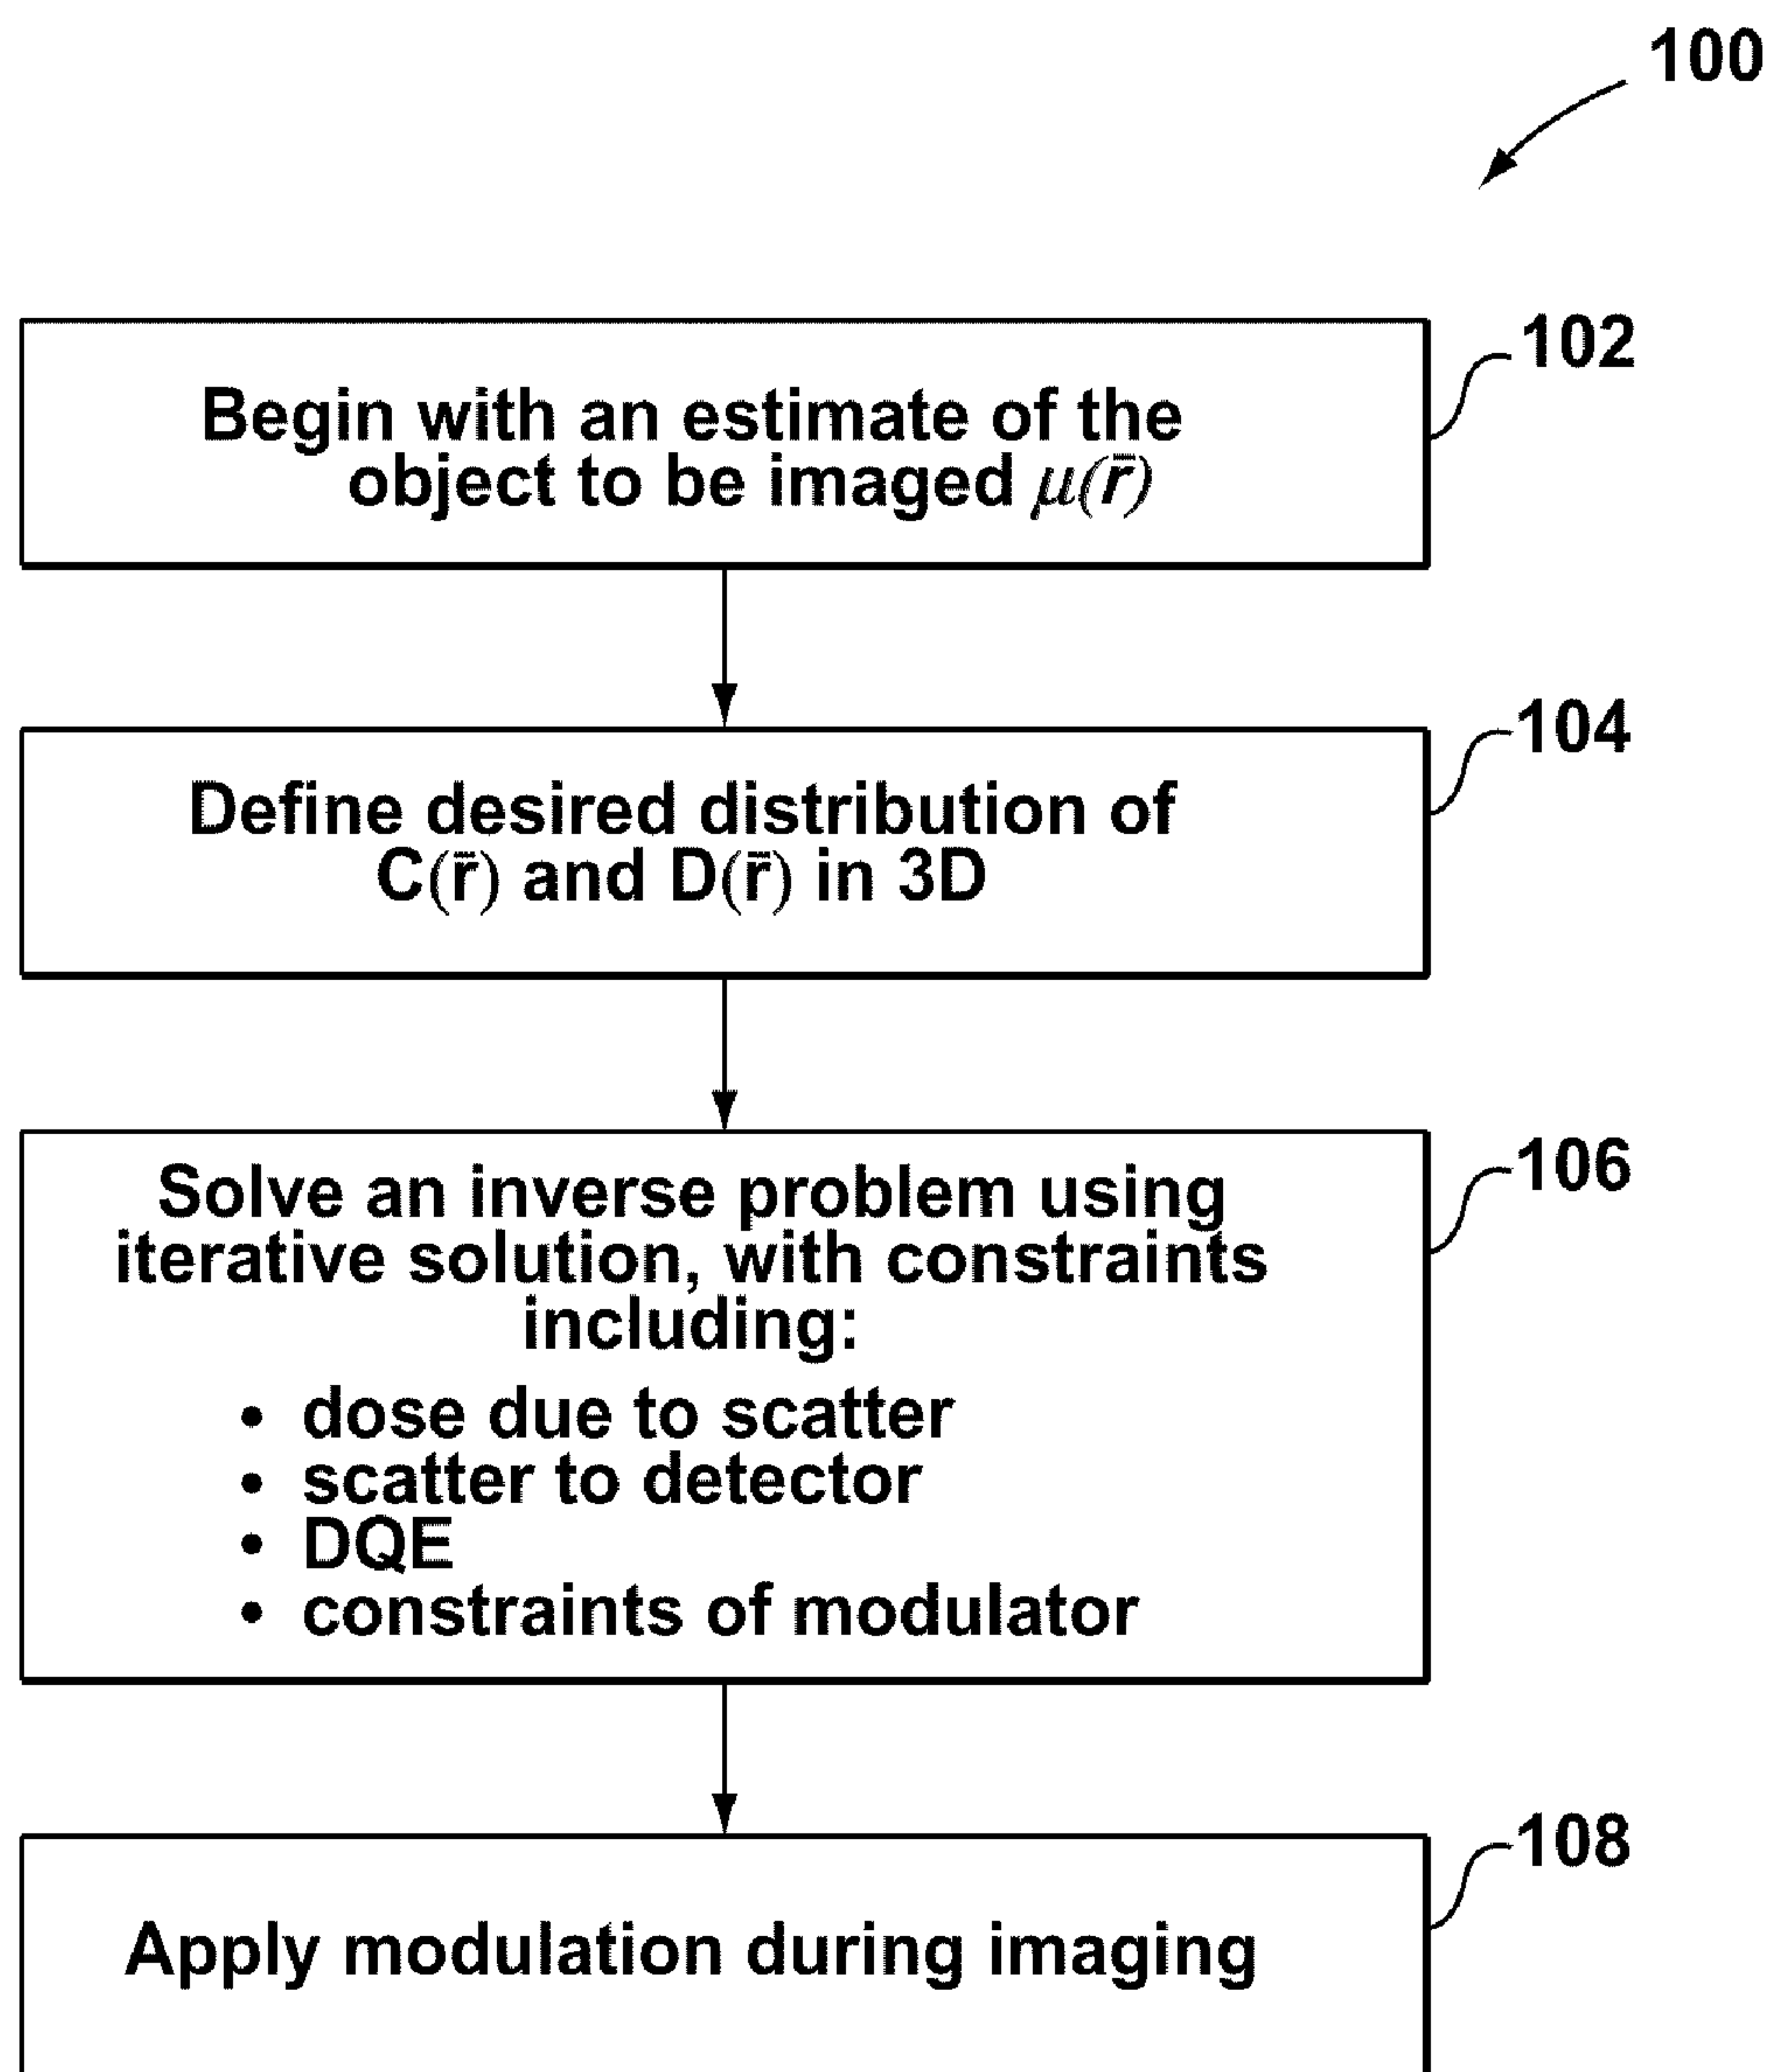 100
102
Begin with an estimate of the
object to be imaged μ(r̄)
104
Define desired distribution of
C(r̄) and D(r̄) in 3D
106
Solve an inverse problem using
iterative solution, with constraints
including:
• dose due to scatter
• scatter to detector
• DQE
• constraints of modulator
108
Apply modulation during imaging